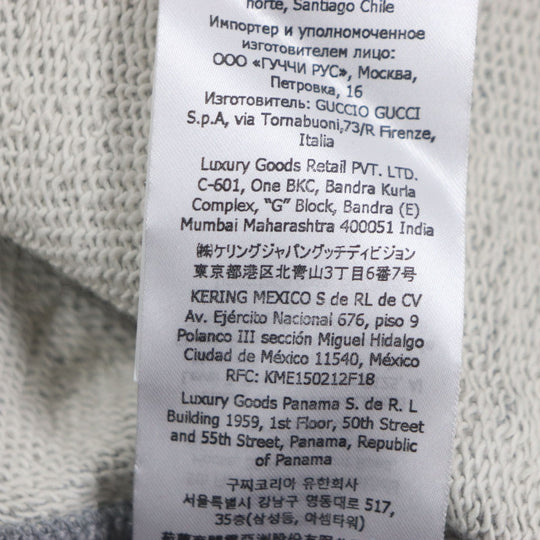 norte, Santiago Chile
Импортер и уполномоченное
изготовителем лицо:
ООО «ГУЧЧИ РУС», Москва,
Петровка, 16
Изготовитель: GUCCIO GUCCI
S.p.A, via Tornabuoni,73/R Firenze,
Italia
Luxury Goods Retail PVT. LTD.
C-601, One BKC, Bandra Kurla
Complex, “G” Block, Bandra (E)
Mumbai Maharashtra 400051 India
㈱ケリングジャパングッチディビジョン
東京都港区北青山3丁目6番7号
KERING MEXICO S de RL de CV
Av. Ejército Nacional 676, piso 9
Polanco III sección Miguel Hidalgo
Ciudad de México 11540, México
RFC: KME150212F18
Luxury Goods Panama S. de R. L
Building 1959, 1st Floor, 50th Street
and 55th Street, Panama, Republic
of Panama
구찌코리아 유한회사
서울특별시 강남구 영동대로 517,
35층(삼성동, 아셈타워)